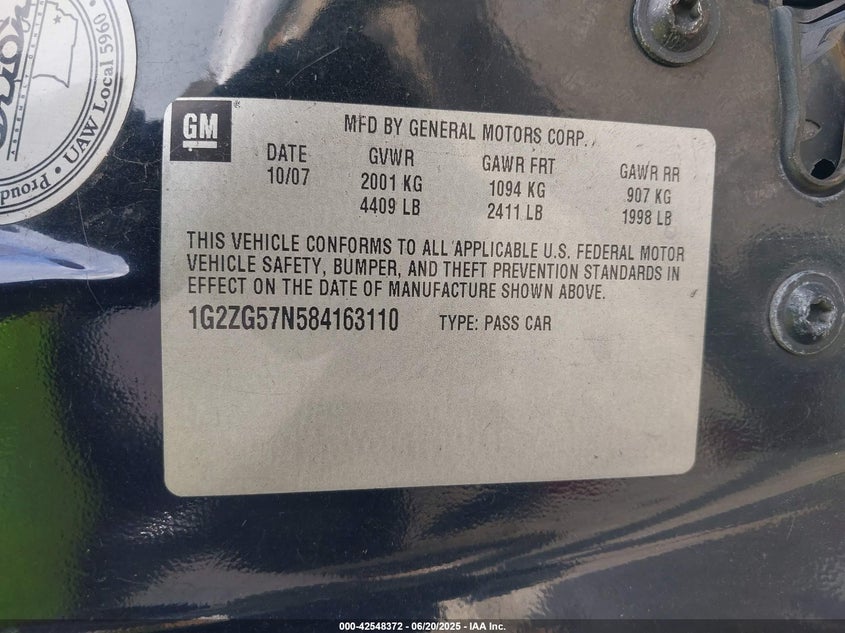 Orion
ASSEMBLY
UAW Local 5960
Proud
GM
MFD BY GENERAL MOTORS CORP.
DATE GVWR GAWR FRT GAWR RR
10/07 2001 KG 1094 KG 907 KG
4409 LB 2411 LB 1998 LB
THIS VEHICLE CONFORMS TO ALL APPLICABLE U.S. FEDERAL MOTOR
VEHICLE SAFETY, BUMPER, AND THEFT PREVENTION STANDARDS IN
EFFECT ON THE DATE OF MANUFACTURE SHOWN ABOVE.
1G2ZG57N584163110 TYPE: PASS CAR
000-42548372 - 06/20/2025 - IAA Inc.